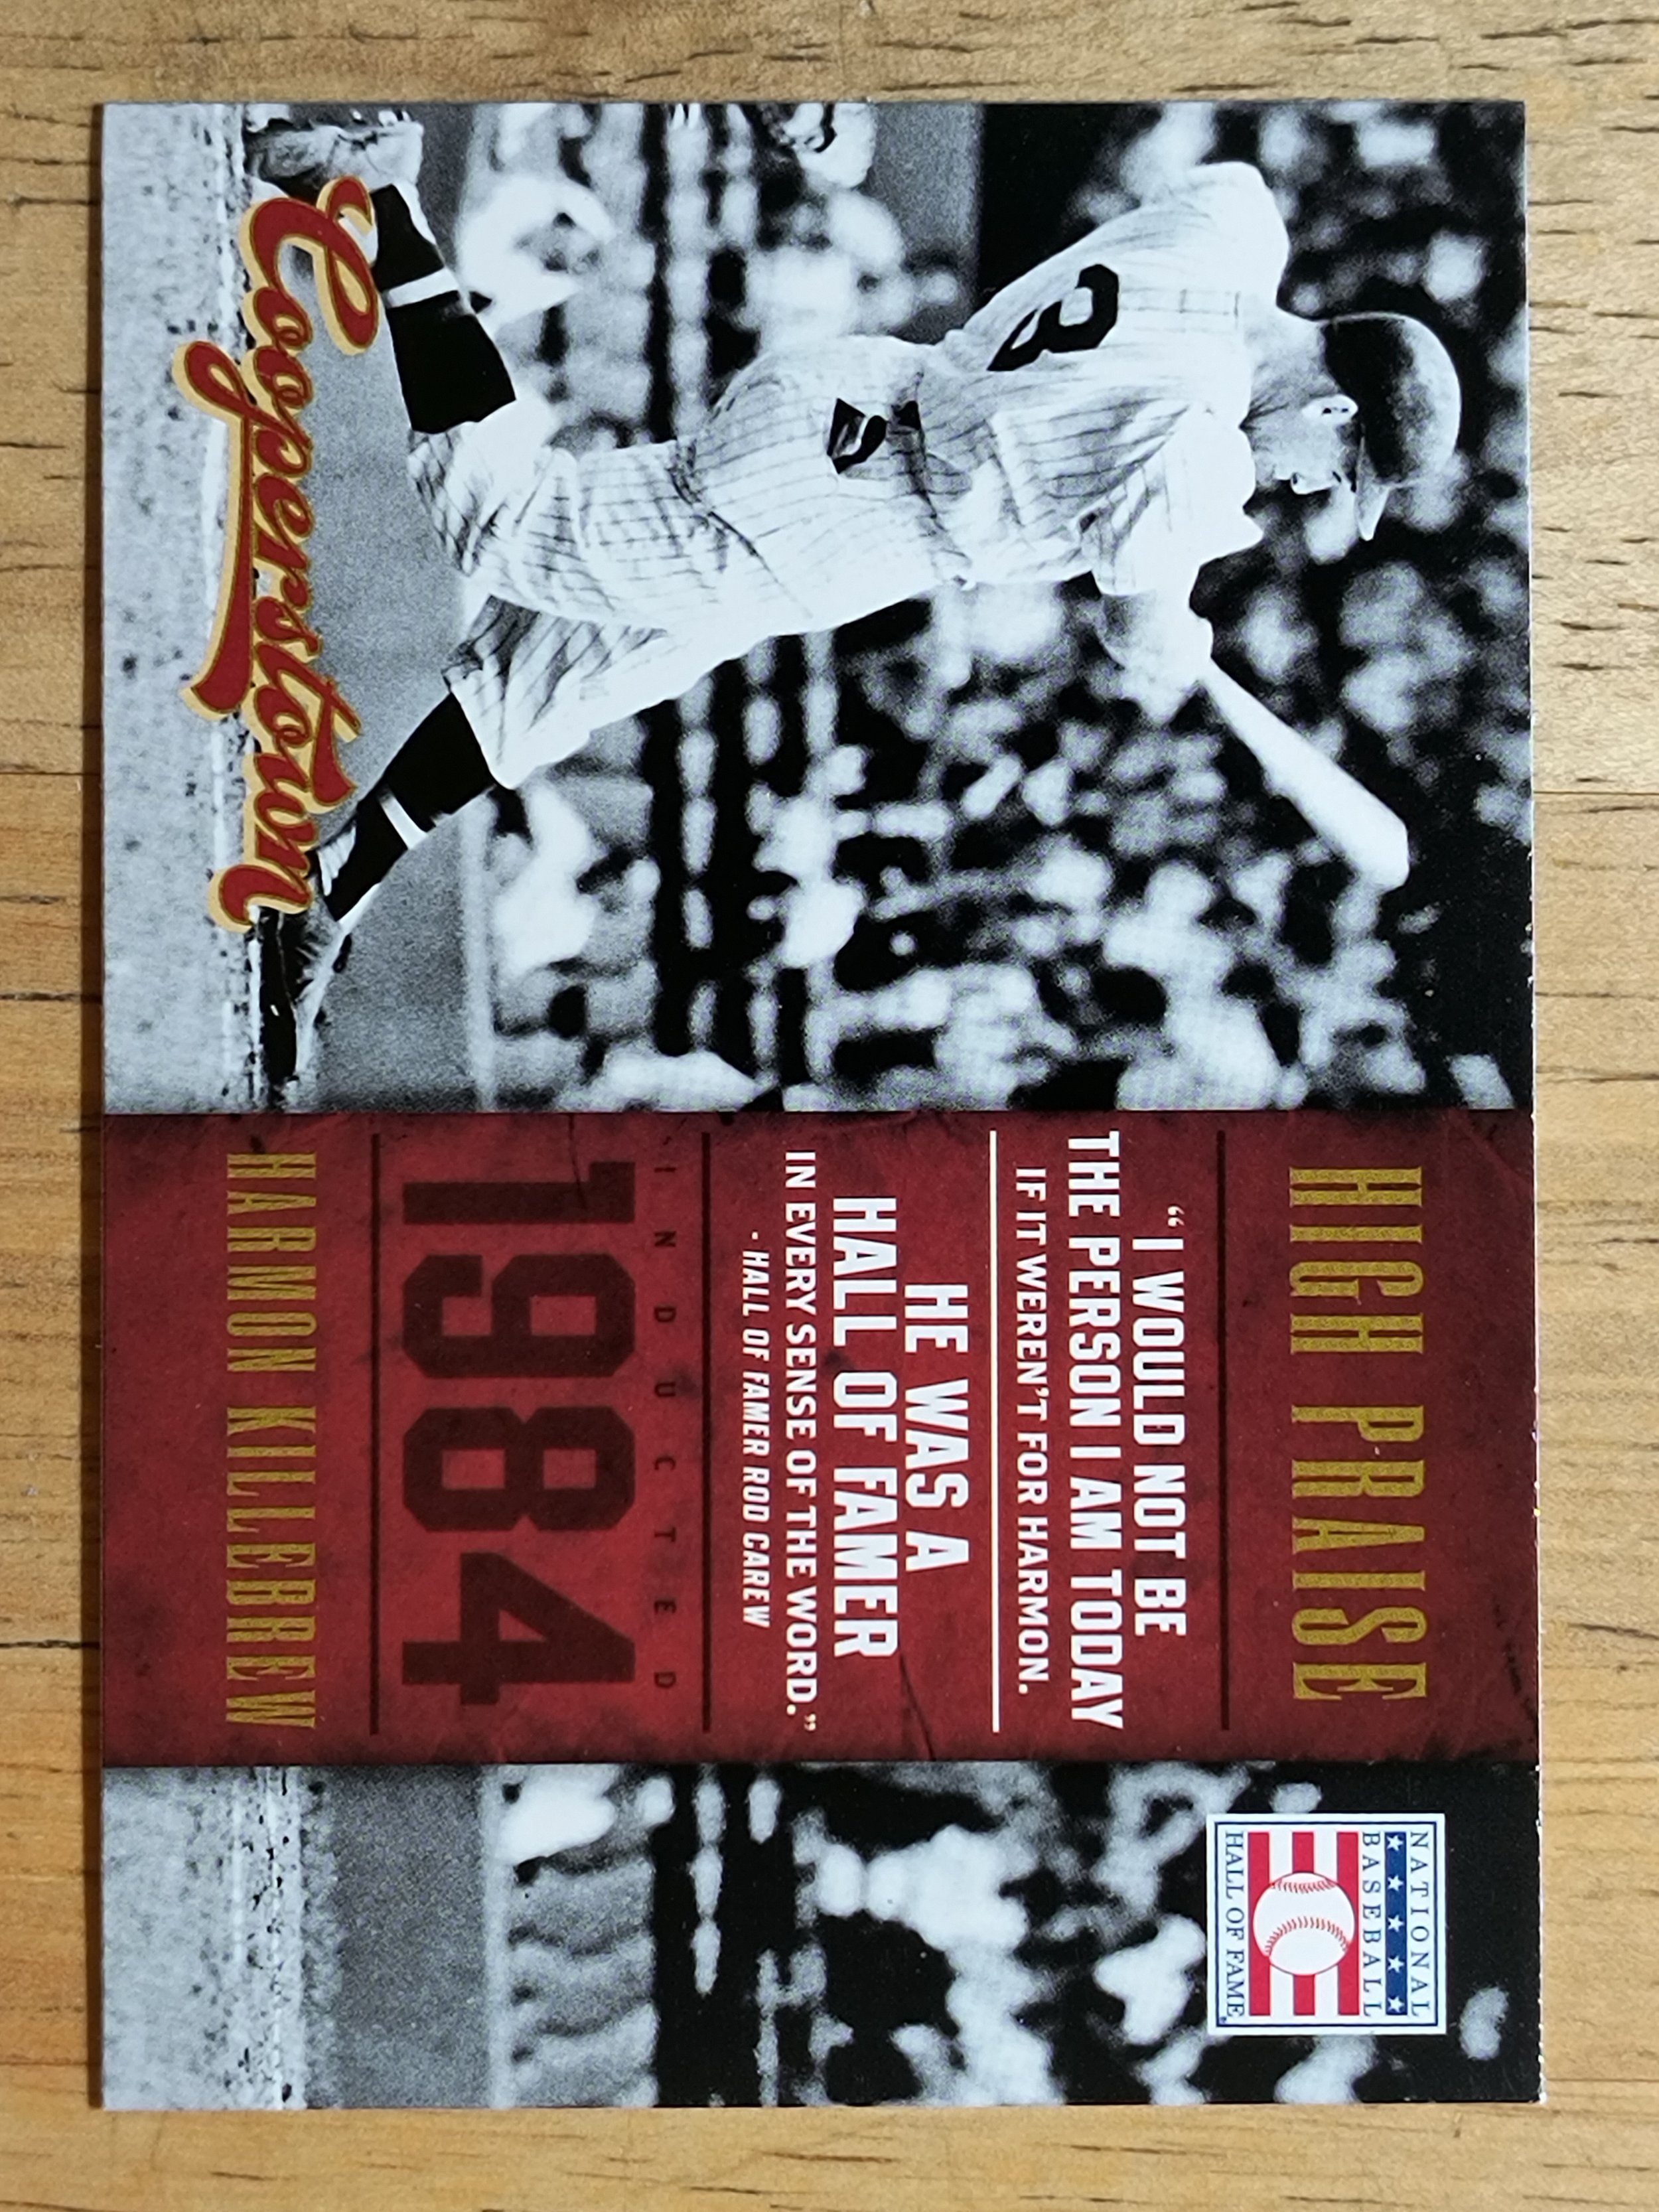 HIGH PRAISE
“I WOULD NOT BE
THE PERSON I AM TODAY
IF IT WEREN'T FOR HARMON.
HE WAS A
HALL OF FAMER
IN EVERY SENSE OF THE WORD.”
- HALL OF FAMER ROD CAREW
INDUCTED
1984
HARMON KILLEBREW
Cooperstown
3
NATIONAL
BASEBALL
HALL OF FAME